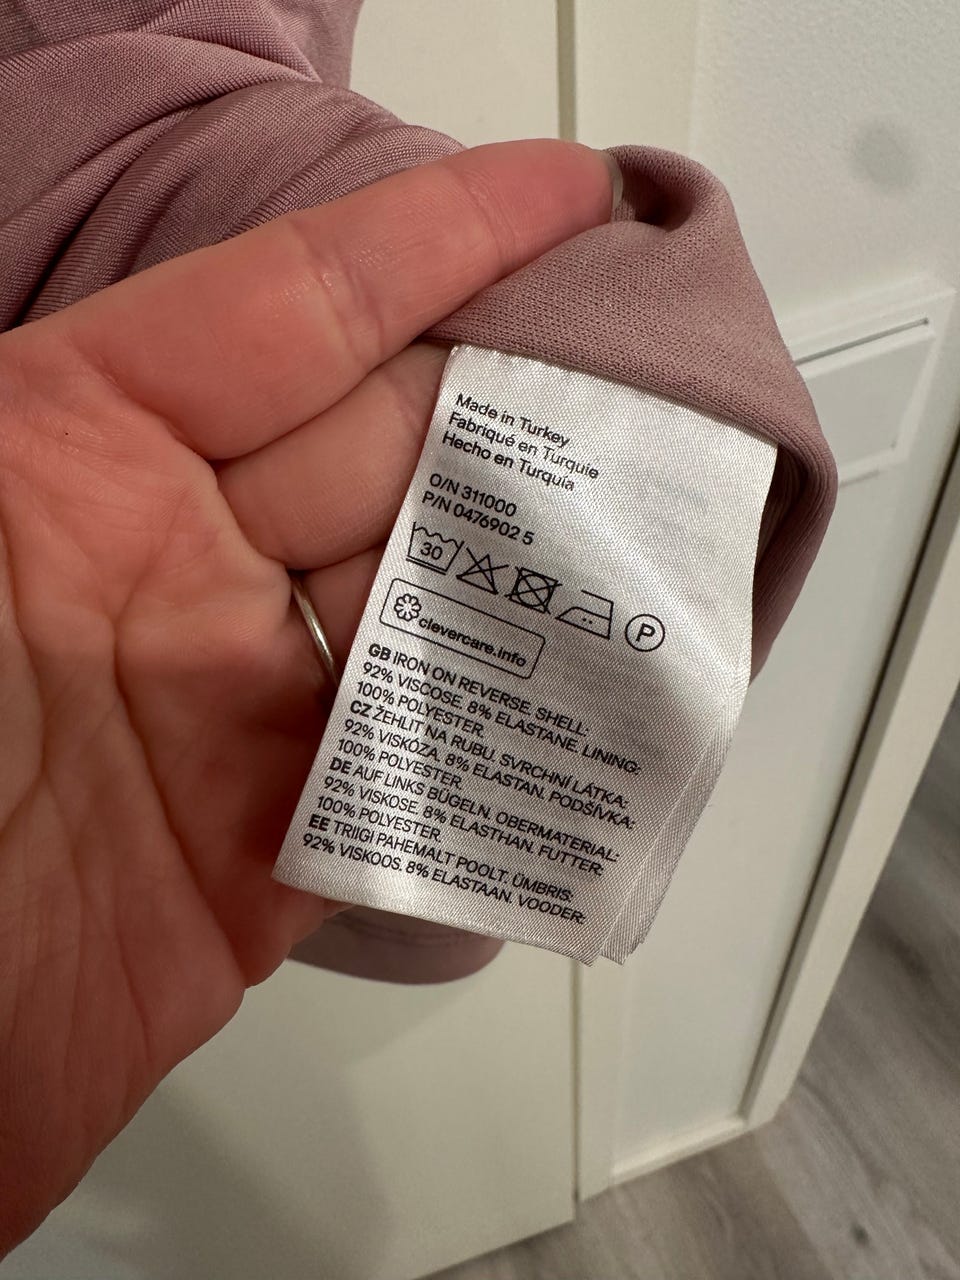 Made in Turkey
Fabriqué en Turquie
Hecho en Turquia
O/N 311000
P/N 0476902 5
30
P
clevercare.info
GB IRON ON REVERSE. SHELL:
92% VISCOSE. 8% ELASTANE. LINING:
100% POLYESTER.
CZ ŽEHLIT NA RUBU. SVRCHNÍ LÁTKA:
92% VISKÓZA. 8% ELASTAN. PODŠÍVKA:
100% POLYESTER.
DE AUF LINKS BÜGELN. OBERMATERIAL:
92% VISKOSE. 8% ELASTHAN. FUTTER:
100% POLYESTER.
EE TRIIGI PAHEMALT POOLT. ÜMBRIS:
92% VISKOOS. 8% ELASTAAN. VOODER: